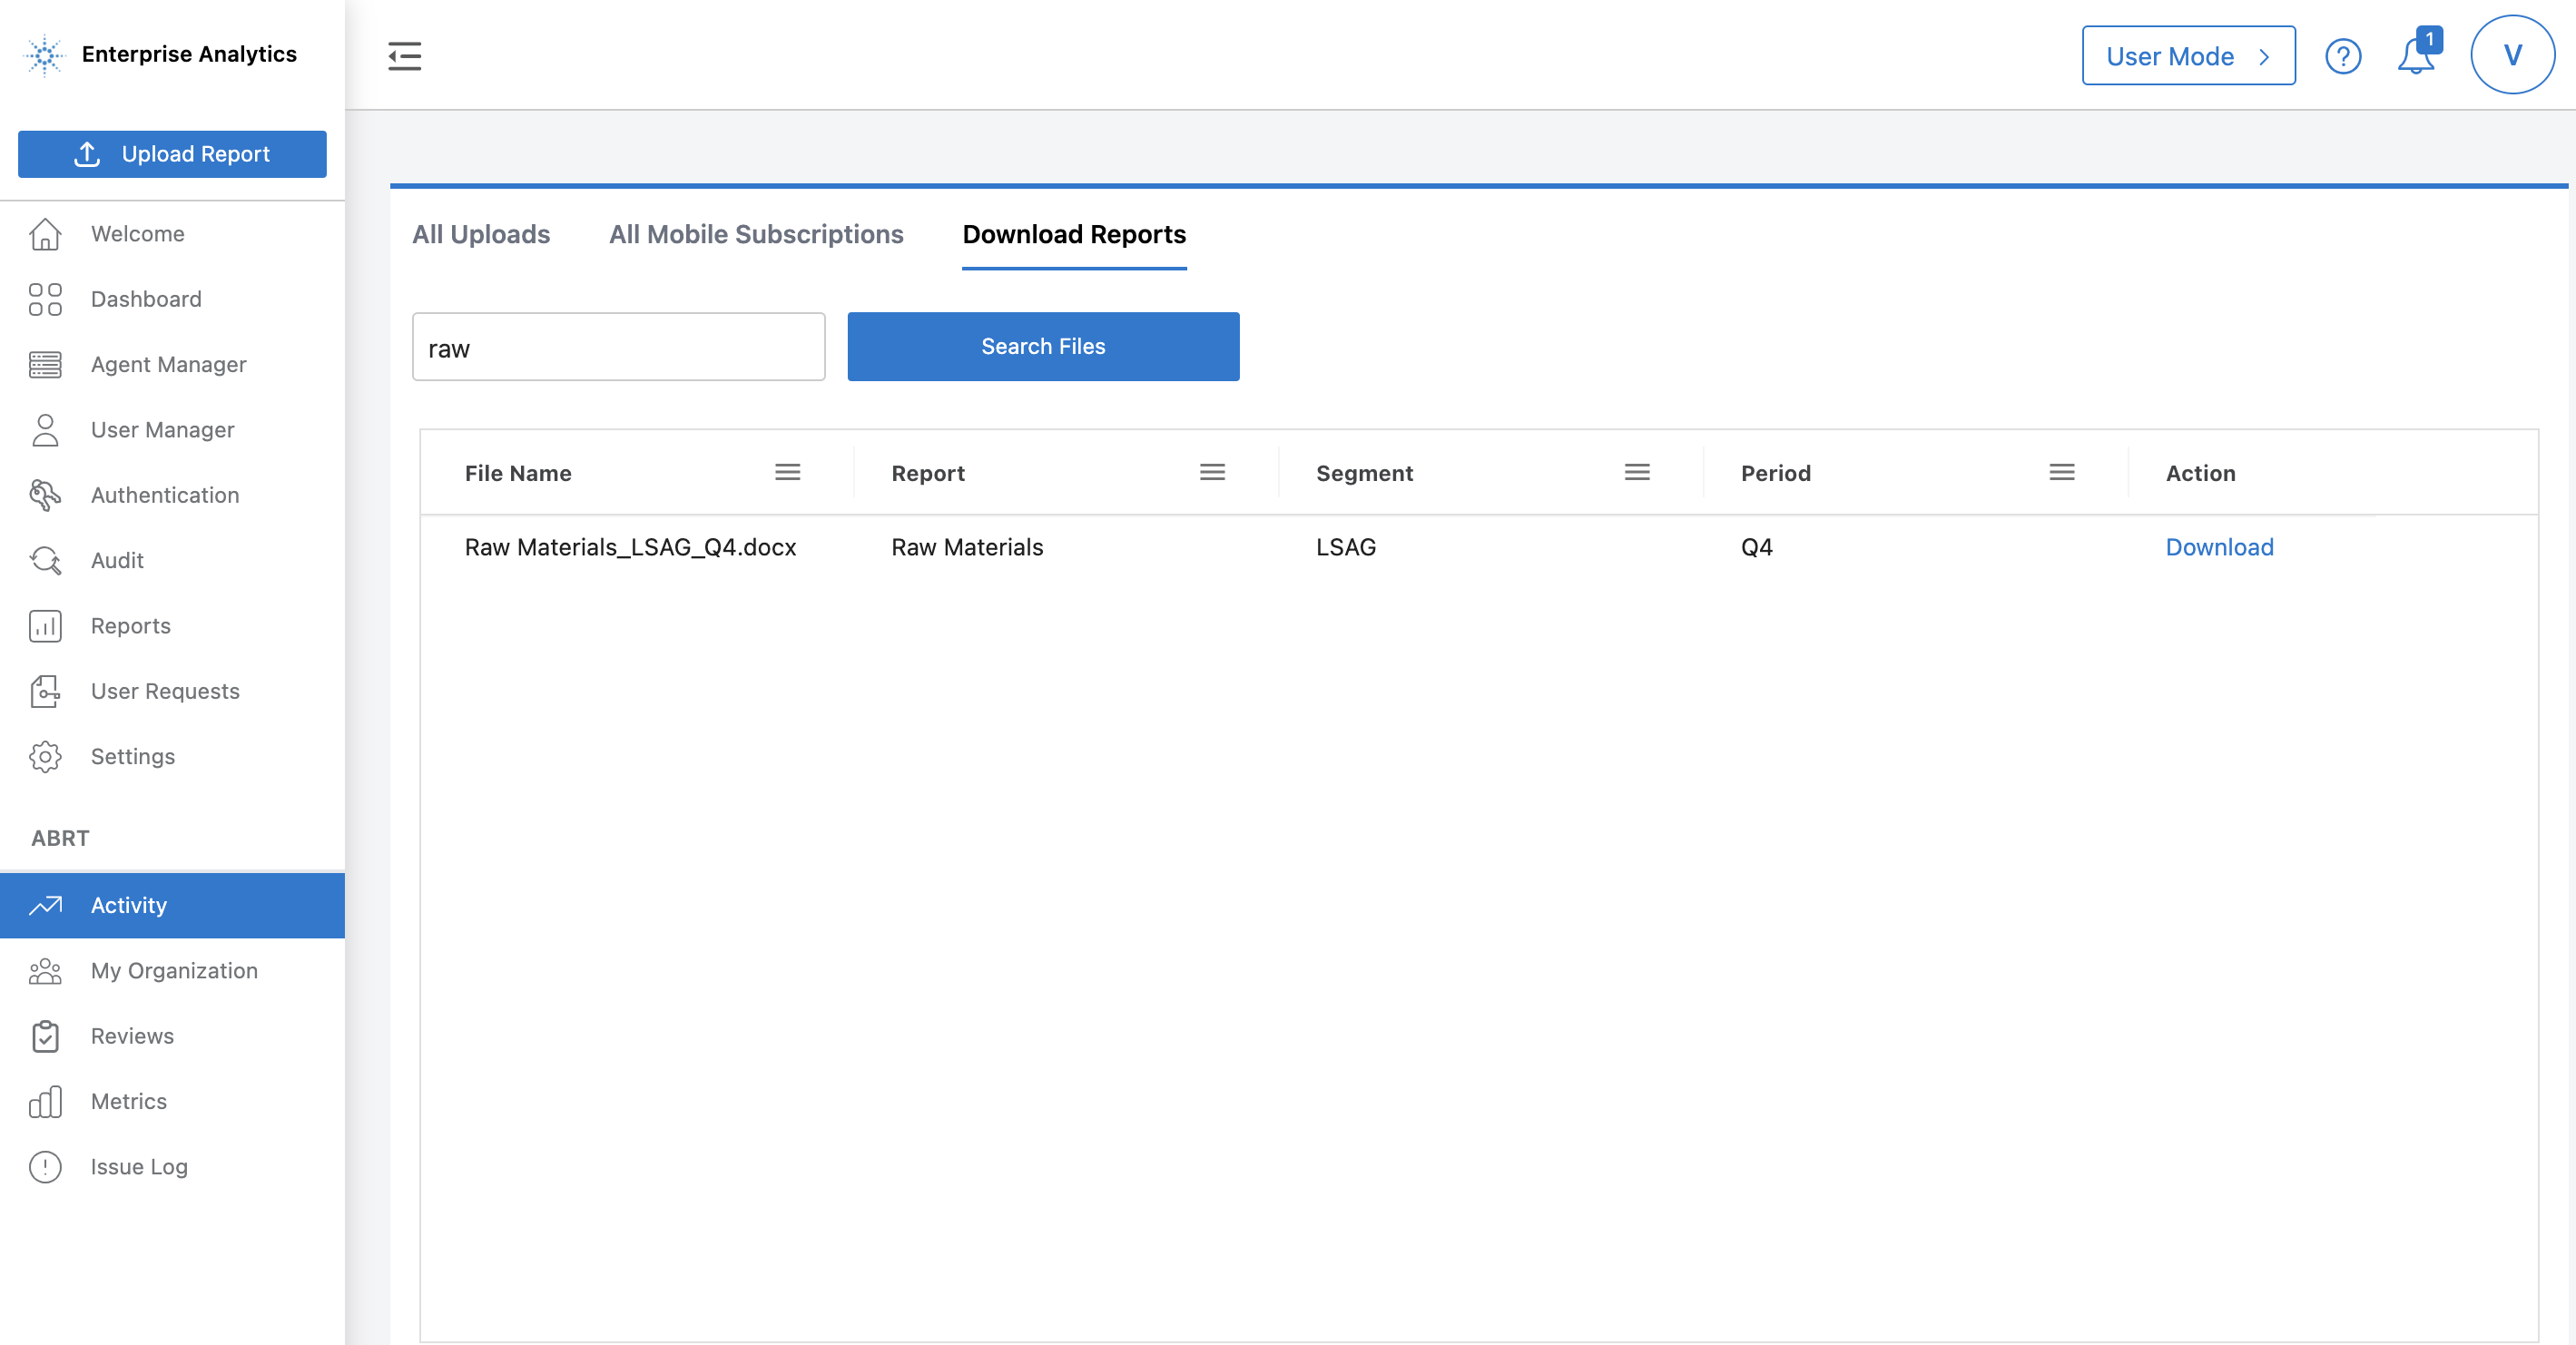 Enterprise Analytics
User Mode
1
V
Upload Report
Welcome
Dashboard
Agent Manager
User Manager
Authentication
Audit
Reports
User Requests
Settings
ABRT
Activity
My Organization
Reviews
Metrics
Issue Log
All Uploads All Mobile Subscriptions Download Reports
raw Search Files
File Name Report Segment Period Action
Raw Materials_LSAG_Q4.docx Raw Materials LSAG Q4 Download